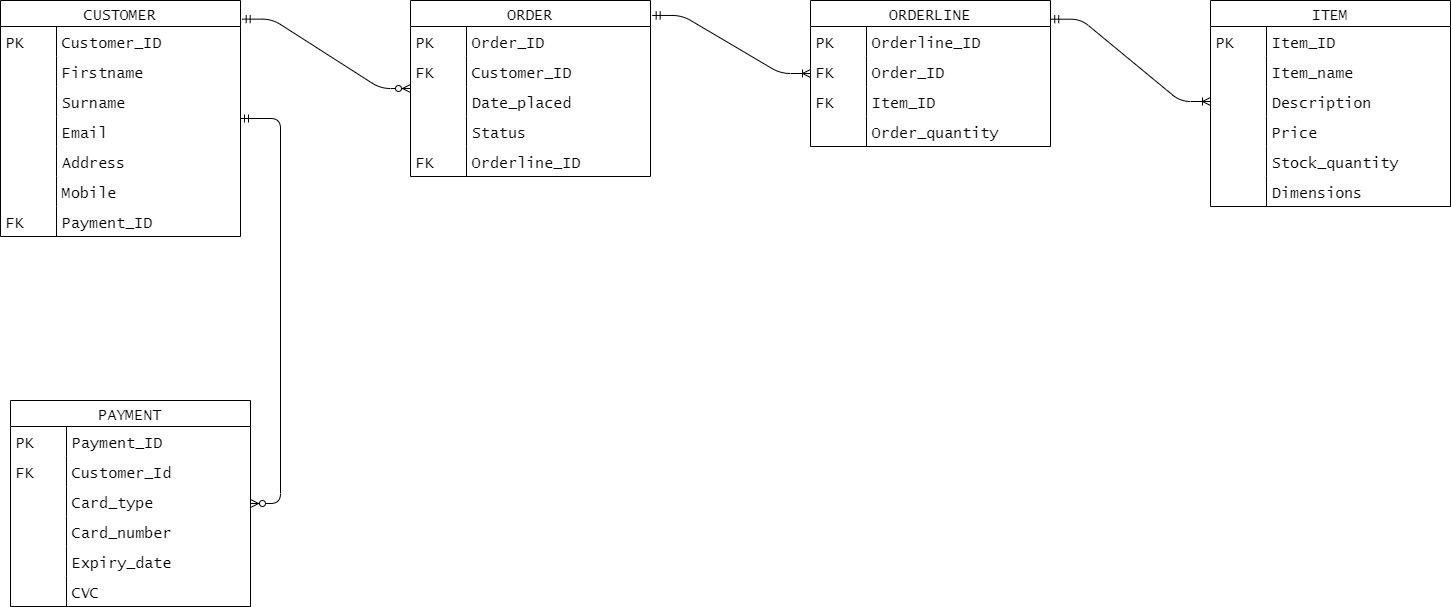 CUSTOMER
PK Customer_ID
Firstname
Surname
Email
Address
Mobile
FK Payment_ID
ORDER
PK Order_ID
FK Customer_ID
Date_placed
Status
FK Orderline_ID
ORDERLINE
PK Orderline_ID
FK Order_ID
FK Item_ID
Order_quantity
ITEM
PK Item_ID
Item_name
Description
Price
Stock_quantity
Dimensions
PAYMENT
PK Payment_ID
FK Customer_Id
Card_type
Card_number
Expiry_date
CVC